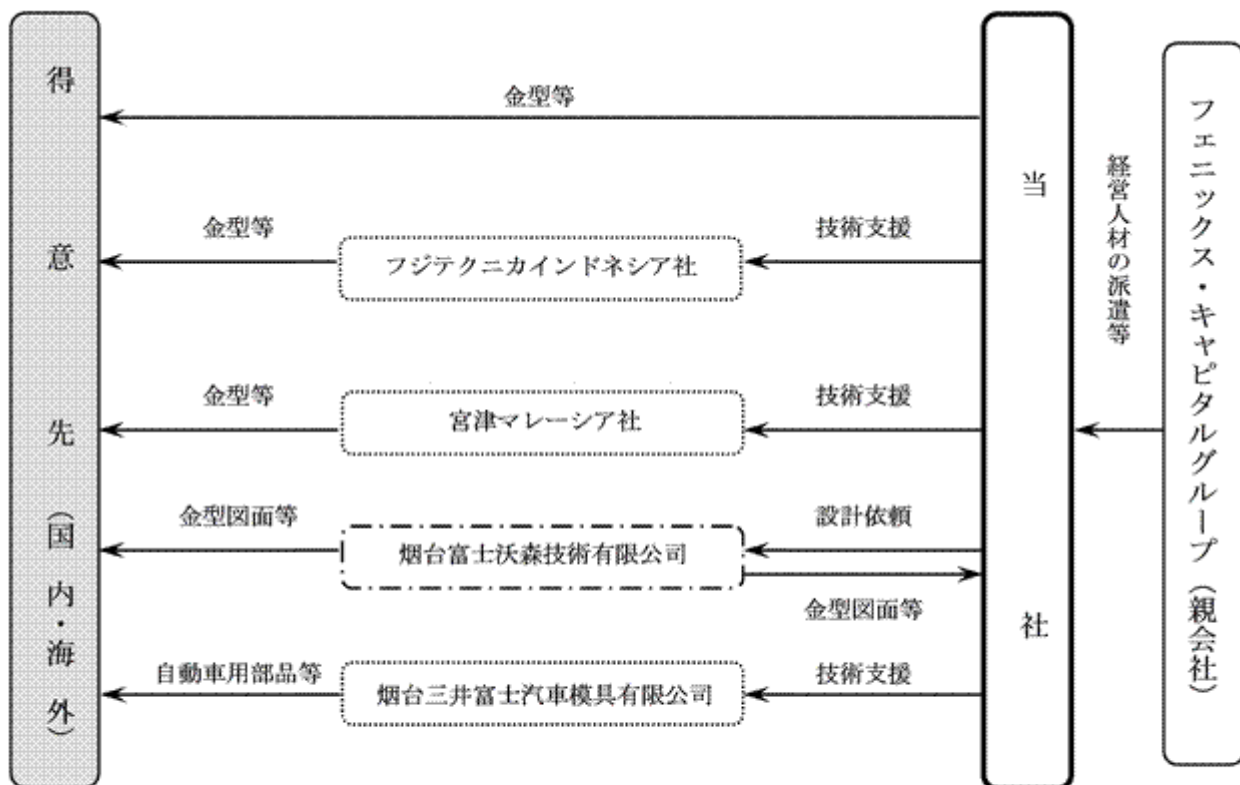 得意先（国内・海外）
金型等
当社
経営人材の派遣等
フェニックス・キャピタルグループ（親会社）
金型等
フジテクニカインドネシア社
技術支援
金型等
宮津マレーシア社
技術支援
金型図面等
烟台富士沃森技術有限公司
設計依頼
金型図面等
自動車用部品等
烟台三井富士汽車模具有限公司
技術支援